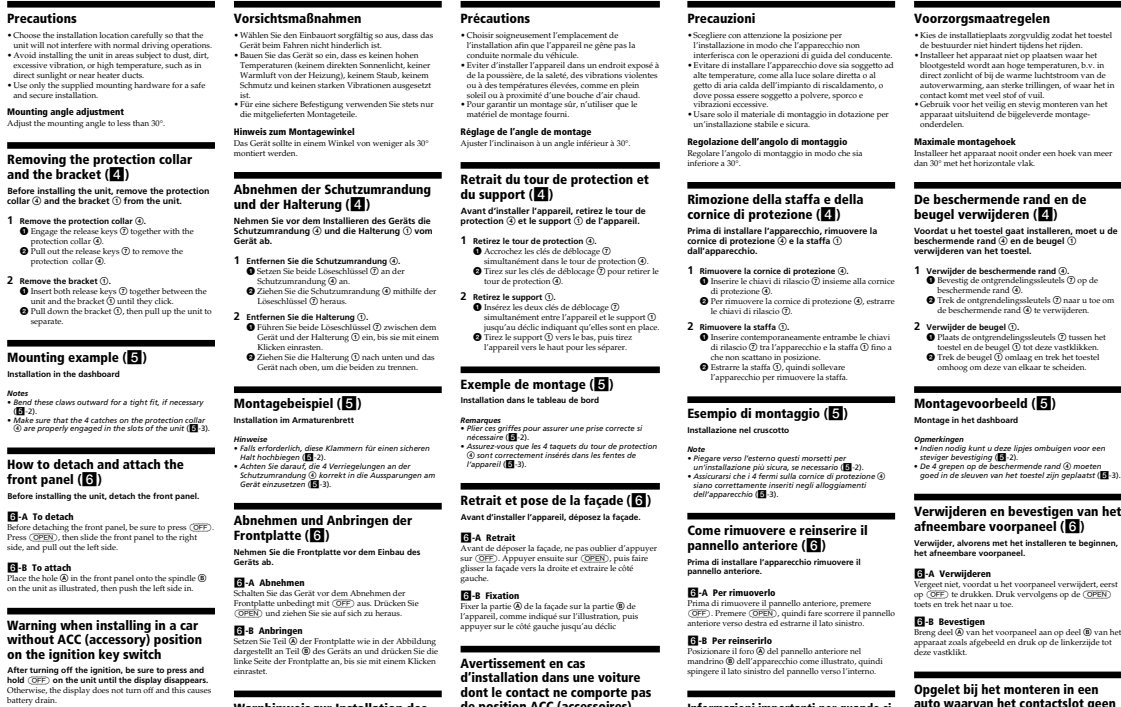 Precautions
• Choose the installation location carefully so that the
unit will not interfere with normal driving operations.
• Avoid installing the unit in areas subject to dust, dirt,
excessive vibration, or high temperature, such as in
direct sunlight or near heater ducts.
• Use only the supplied mounting hardware for a safe
and secure installation.
Mounting angle adjustment
Adjust the mounting angle to less than 30°.
Removing the protection collar
and the bracket (4)
Before installing the unit, remove the protection
collar ④ and the bracket ① from the unit.
1 Remove the protection collar ④.
❶ Engage the release keys ⑦ together with the
protection collar ④.
❷ Pull out the release keys ⑦ to remove the
protection collar ④.
2 Remove the bracket ①.
❶ Insert both release keys ⑦ together between the
unit and the bracket ① until they click.
❷ Pull down the bracket ①, then pull up the unit to
separate.
Mounting example (5)
Installation in the dashboard
Notes
• Bend these claws outward for a tight fit, if necessary
(5-2).
• Make sure that the 4 catches on the protection collar
④ are properly engaged in the slots of the unit (5-3).
How to detach and attach the
front panel (6)
Before installing the unit, detach the front panel.
6-A To detach
Before detaching the front panel, be sure to press (OFF).
Press (OPEN), then slide the front panel to the right
side, and pull out the left side.
6-B To attach
Place the hole Ⓐ in the front panel onto the spindle Ⓑ
on the unit as illustrated, then push the left side in.
Warning when installing in a car
without ACC (accessory) position
on the ignition key switch
After turning off the ignition, be sure to press and
hold (OFF) on the unit until the display disappears.
Otherwise, the display does not turn off and this causes
battery drain.
Vorsichtsmaßnahmen
• Wählen Sie den Einbauort sorgfältig so aus, dass das
Gerät beim Fahren nicht hinderlich ist.
• Bauen Sie das Gerät so ein, dass es keinen hohen
Temperaturen (keinem direkten Sonnenlicht, keiner
Warmluft von der Heizung), keinem Staub, keinem
Schmutz und keinen starken Vibrationen ausgesetzt
ist.
• Für eine sichere Befestigung verwenden Sie stets nur
die mitgelieferten Montageteile.
Hinweis zum Montagewinkel
Das Gerät sollte in einem Winkel von weniger als 30°
montiert werden.
Abnehmen der Schutzumrandung
und der Halterung (4)
Nehmen Sie vor dem Installieren des Geräts die
Schutzumrandung ④ und die Halterung ① vom
Gerät ab.
1 Entfernen Sie die Schutzumrandung ④.
❶ Setzen Sie beide Löseschlüssel ⑦ an der
Schutzumrandung ④ an.
❷ Ziehen Sie die Schutzumrandung ④ mithilfe der
Löseschlüssel ⑦ heraus.
2 Entfernen Sie die Halterung ①.
❶ Führen Sie beide Löseschlüssel ⑦ zwischen dem
Gerät und der Halterung ① ein, bis sie mit einem
Klicken einrasten.
❷ Ziehen Sie die Halterung ① nach unten und das
Gerät nach oben, um die beiden zu trennen.
Montagebeispiel (5)
Installation im Armaturenbrett
Hinweise
• Falls erforderlich, diese Klammern für einen sicheren
Halt hochbiegen (5-2).
• Achten Sie darauf, die 4 Verriegelungen an der
Schutzumrandung ④ korrekt in die Aussparungen am
Gerät einzusetzen (5-3).
Abnehmen und Anbringen der
Frontplatte (6)
Nehmen Sie die Frontplatte vor dem Einbau des
Geräts ab.
6-A Abnehmen
Schalten Sie das Gerät vor dem Abnehmen der
Frontplatte unbedingt mit (OFF) aus. Drücken Sie
(OPEN) und ziehen Sie sie auf sich zu heraus.
6-B Anbringen
Setzen Sie Teil Ⓐ der Frontplatte wie in der Abbildung
dargestellt an Teil Ⓑ des Geräts an und drücken Sie die
linke Seite der Frontplatte an, bis sie mit einem Klicken
einrastet.
Warnhinweis zur Installation des
Précautions
• Choisir soigneusement l'emplacement de
l'installation afin que l'appareil ne gêne pas la
conduite normale du véhicule.
• Eviter d'installer l'appareil dans un endroit exposé à
de la poussière, de la saleté, des vibrations violentes
ou à des températures élevées, comme en plein
soleil ou à proximité d'une bouche d'air chaud.
• Pour garantir un montage sûr, n'utiliser que le
matériel de montage fourni.
Réglage de l'angle de montage
Ajuster l'inclinaison à un angle inférieur à 30°.
Retrait du tour de protection et
du support (4)
Avant d'installer l'appareil, retirez le tour de
protection ④ et le support ① de l'appareil.
1 Retirez le tour de protection ④.
❶ Accrochez les clés de déblocage ⑦
simultanément dans le tour de protection ④.
❷ Tirez sur les clés de déblocage ⑦ pour retirer le
tour de protection ④.
2 Retirez le support ①.
❶ Insérez les deux clés de déblocage ⑦
simultanément entre l'appareil et le support ①
jusqu'au déclic indiquant qu'elles sont en place.
❷ Tirez le support ① vers le bas, puis tirez
l'appareil vers le haut pour les séparer.
Exemple de montage (5)
Installation dans le tableau de bord
Remarques
• Plier ces griffes pour assurer une prise correcte si
nécessaire (5-2).
• Assurez-vous que les 4 taquets du tour de protection
④ sont correctement insérés dans les fentes de
l'appareil (5-3).
Retrait et pose de la façade (6)
Avant d'installer l'appareil, déposez la façade.
6-A Retrait
Avant de déposer la façade, ne pas oublier d'appuyer
sur (OFF). Appuyer ensuite sur (OPEN), puis faire
glisser la façade vers la droite et extraire le côté
gauche.
6-B Fixation
Fixer la partie Ⓐ de la façade sur la partie Ⓑ de
l'appareil, comme indiqué sur l'illustration, puis
appuyer sur le côté gauche jusqu'au déclic
Avertissement en cas
d'installation dans une voiture
dont le contact ne comporte pas
de position ACC (accessoires)
Precauzioni
• Scegliere con attenzione la posizione per
l'installazione in modo che l'apparecchio non
interferisca con le operazioni di guida del conducente.
• Evitare di installare l'apparecchio dove sia soggetto ad
alte temperature, come alla luce solare diretta o al
getto di aria calda dell'impianto di riscaldamento, o
dove possa essere soggetto a polvere, sporco e
vibrazioni eccessive.
• Usare solo il materiale di montaggio in dotazione per
un'installazione stabile e sicura.
Regolazione dell'angolo di montaggio
Regolare l'angolo di montaggio in modo che sia
inferiore a 30°.
Rimozione della staffa e della
cornice di protezione (4)
Prima di installare l'apparecchio, rimuovere la
cornice di protezione ④ e la staffa ①
dall'apparecchio.
1 Rimuovere la cornice di protezione ④.
❶ Inserire le chiavi di rilascio ⑦ insieme alla cornice
di protezione ④.
❷ Per rimuovere la cornice di protezione ④, estrarre
le chiavi di rilascio ⑦.
2 Rimuovere la staffa ①.
❶ Inserire contemporaneamente entrambe le chiavi
di rilascio ⑦ tra l'apparecchio e la staffa ① fino a
che non scattano in posizione.
❷ Estrarre la staffa ①, quindi sollevare
l'apparecchio per rimuovere la staffa.
Esempio di montaggio (5)
Installazione nel cruscotto
Note
• Piegare verso l'esterno questi morsetti per
un'installazione più sicura, se necessario (5-2).
• Assicurarsi che i 4 fermi sulla cornice di protezione ④
siano correttamente inseriti negli alloggiamenti
dell'apparecchio (5-3).
Come rimuovere e reinserire il
pannello anteriore (6)
Prima di installare l'apparecchio rimuovere il
pannello anteriore.
6-A Per rimuoverlo
Prima di rimuovere il pannello anteriore, premere
(OFF). Premere (OPEN), quindi fare scorrere il pannello
anteriore verso destra ed estrarne il lato sinistro.
6-B Per reinserirlo
Posizionare il foro Ⓐ del pannello anteriore nel
mandrino Ⓑ dell'apparecchio come illustrato, quindi
spingere il lato sinistro del pannello verso l'interno.
Informazioni importanti per quando si
Voorzorgsmaatregelen
• Kies de installatieplaats zorgvuldig zodat het toestel
de bestuurder niet hindert tijdens het rijden.
• Installeer het apparaat niet op plaatsen waar het
blootgesteld wordt aan hoge temperaturen, b.v. in
direct zonlicht of bij de warme luchtstroom van de
autoverwarming, aan sterke trillingen, of waar het in
contact komt met veel stof of vuil.
• Gebruik voor het veilig en stevig monteren van het
apparaat uitsluitend de bijgeleverde montage-
onderdelen.
Maximale montagehoek
Installeer het apparaat nooit onder een hoek van meer
dan 30° met het horizontale vlak.
De beschermende rand en de
beugel verwijderen (4)
Voordat u het toestel gaat installeren, moet u de
beschermende rand ④ en de beugel ①
verwijderen van het toestel.
1 Verwijder de beschermende rand ④.
❶ Bevestig de ontgrendelingssleutels ⑦ op de
beschermende rand ④.
❷ Trek de ontgrendelingssleutels ⑦ naar u toe om
de beschermende rand ④ te verwijderen.
2 Verwijder de beugel ①.
❶ Plaats de ontgrendelingssleutels ⑦ tussen het
toestel en de beugel ① tot deze vastklikken.
❷ Trek de beugel ① omlaag en trek het toestel
omhoog om deze van elkaar te scheiden.
Montagevoorbeeld (5)
Montage in het dashboard
Opmerkingen
• Indien nodig kunt u deze lipjes ombuigen voor een
steviger bevestiging (5-2).
• De 4 grepen op de beschermende rand ④ moeten
goed in de sleuven van het toestel zijn geplaatst (5-3).
Verwijderen en bevestigen van het
afneembare voorpaneel (6)
Verwijder, alvorens met het installeren te beginnen,
het afneembare voorpaneel.
6-A Verwijderen
Vergeet niet, voordat u het voorpaneel verwijdert, eerst
op (OFF) te drukken. Druk vervolgens op de (OPEN)
toets en trek het naar u toe.
6-B Bevestigen
Breng deel Ⓐ van het voorpaneel aan op deel Ⓑ van het
apparaat zoals afgebeeld en druk op de linkerzijde tot
deze vastklikt.
Opgelet bij het monteren in een
auto waarvan het contactslot geen